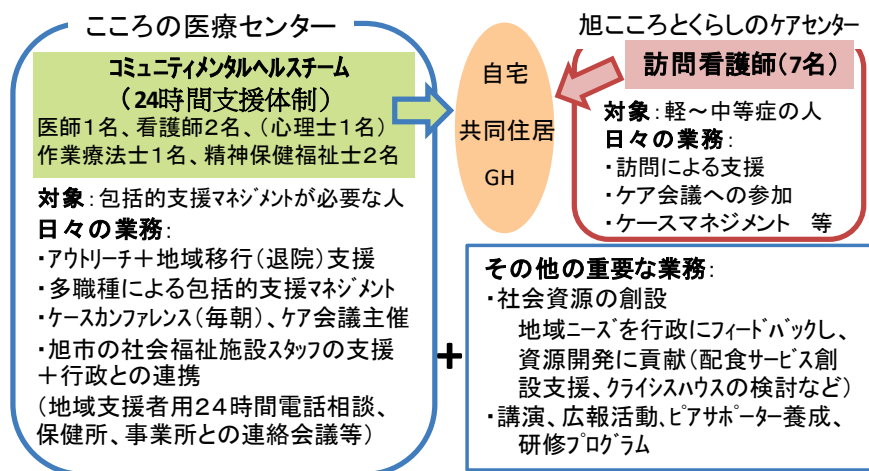 こころの医療センター
コミュニティメンタルヘルスチーム
（24時間支援体制）
医師１名、看護師２名、（心理士１名）
作業療法士１名、精神保健福祉士２名
対象：包括的支援マネジメントが必要な人
日々の業務：
・アウトリーチ＋地域移行（退院）支援
・多職種による包括的支援マネジメント
・ケースカンファレンス（毎朝）、ケア会議主催
・旭市の社会福祉施設スタッフの支援
＋行政との連携
（地域支援者用２４時間電話相談、
保健所、事業所との連絡会議等）
自宅
共同住居
GH
旭こころとくらしのケアセンター
訪問看護師（7名）
対象：軽～中等症の人
日々の業務：
・訪問による支援
・ケア会議への参加
・ケースマネジメント　等
+
その他の重要な業務：
・社会資源の創設
地域ニーズを行政にフィードバックし、
資源開発に貢献（配食サービス創
設支援、クライシスハウスの検討など）
・講演、広報活動、ピアサポーター養成、
研修プログラム